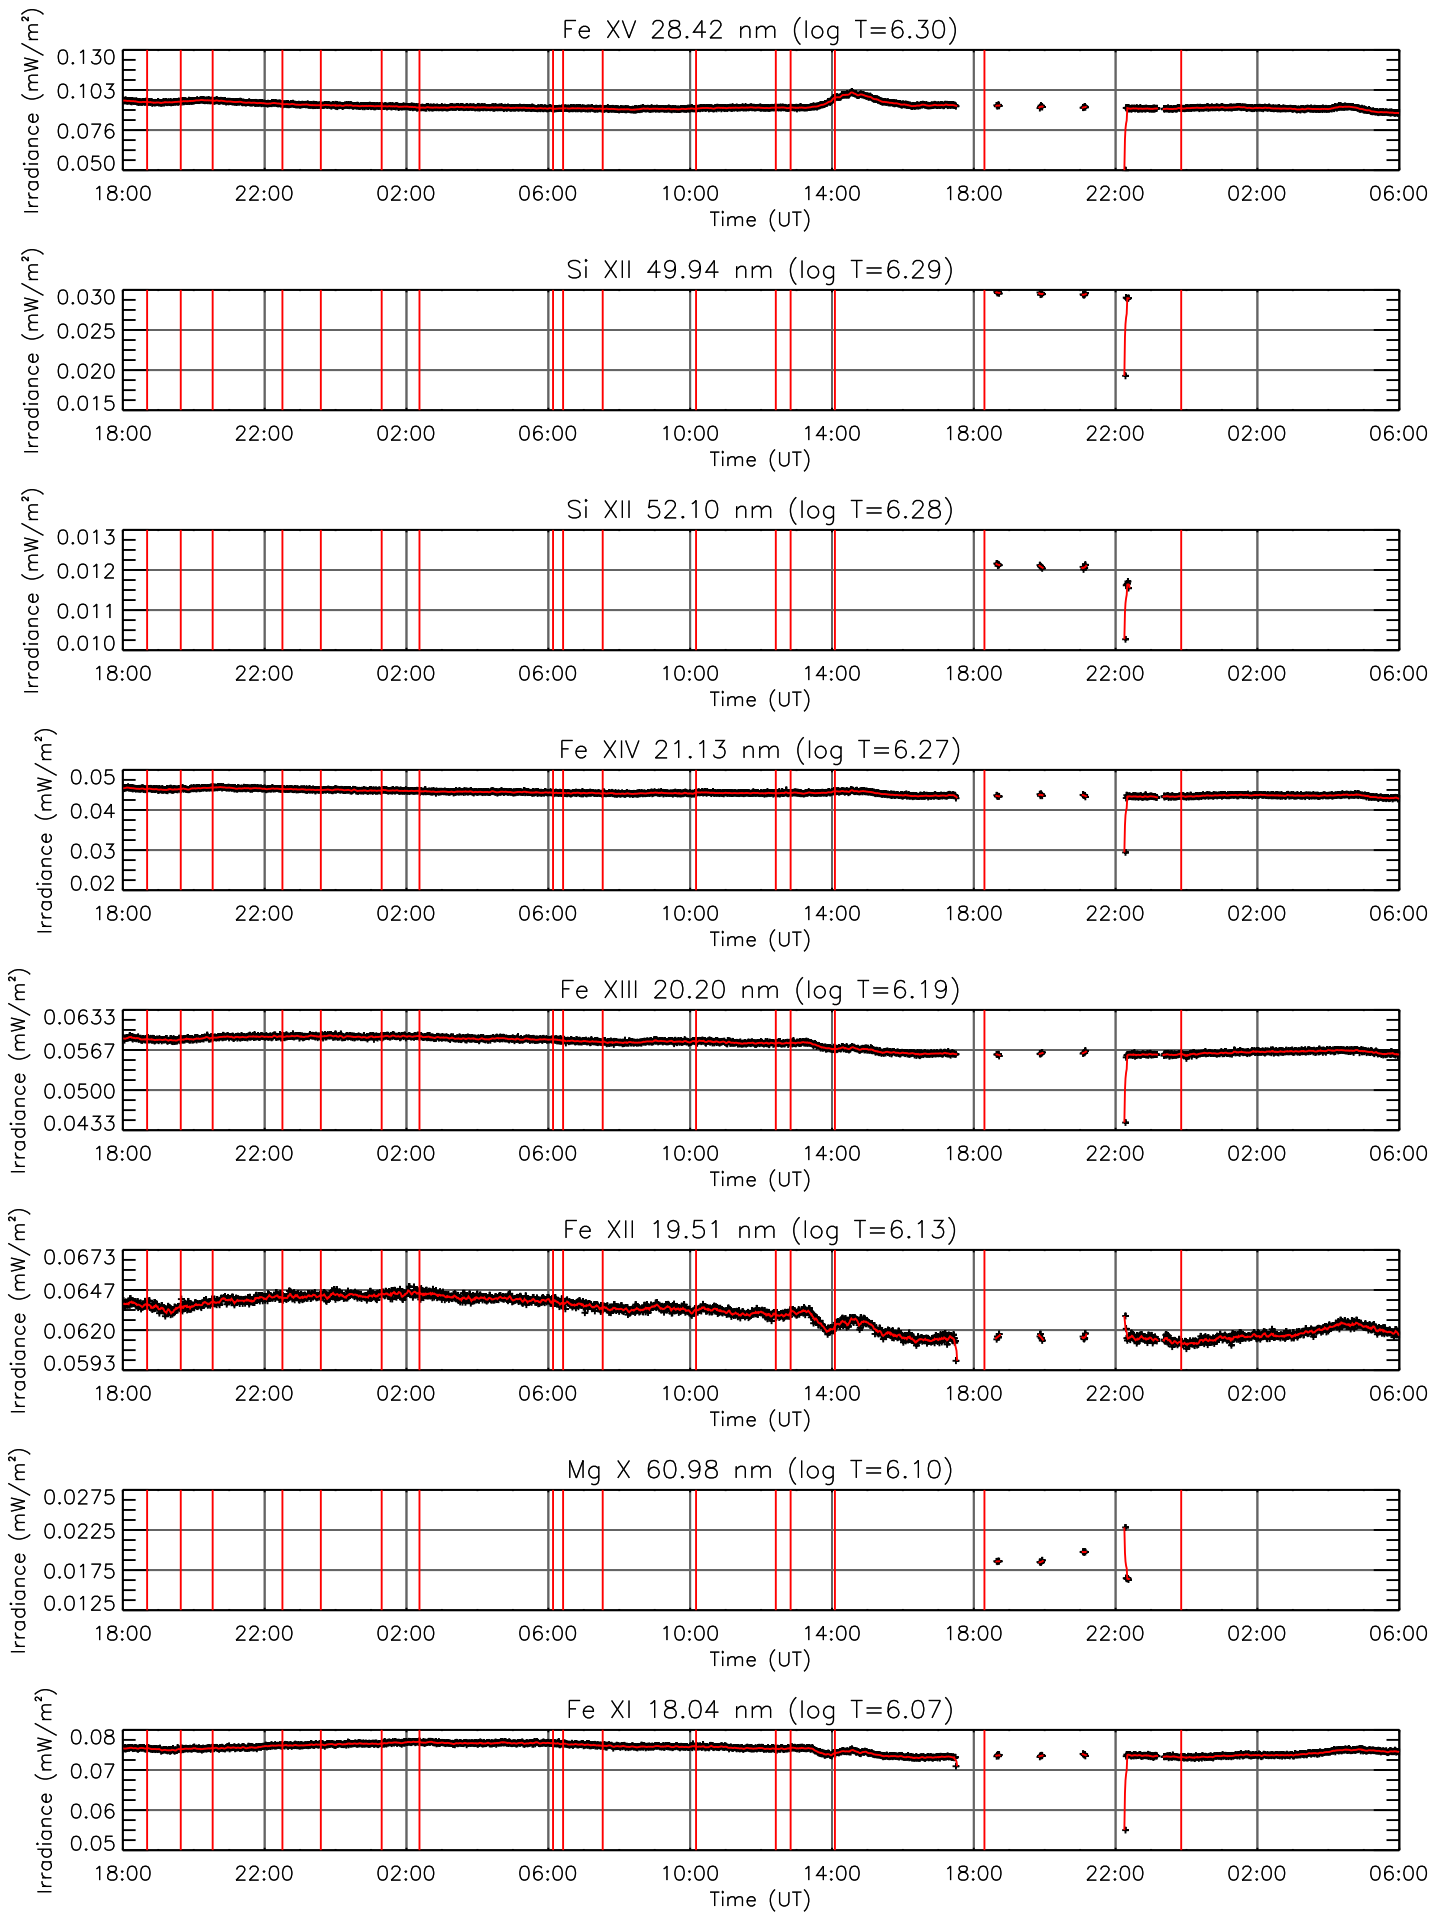 Fe XV 28.42 nm (log T=6.30)
Irradiance (mW/m²)
0.130
0.103
0.076
0.050
18:00 22:00 02:00 06:00 10:00 14:00 18:00 22:00 02:00 06:00
Time (UT)
Si XII 49.94 nm (log T=6.29)
Irradiance (mW/m²)
0.030
0.025
0.020
0.015
18:00 22:00 02:00 06:00 10:00 14:00 18:00 22:00 02:00 06:00
Time (UT)
Si XII 52.10 nm (log T=6.28)
Irradiance (mW/m²)
0.013
0.012
0.011
0.010
18:00 22:00 02:00 06:00 10:00 14:00 18:00 22:00 02:00 06:00
Time (UT)
Fe XIV 21.13 nm (log T=6.27)
Irradiance (mW/m²)
0.05
0.04
0.03
0.02
18:00 22:00 02:00 06:00 10:00 14:00 18:00 22:00 02:00 06:00
Time (UT)
Fe XIII 20.20 nm (log T=6.19)
Irradiance (mW/m²)
0.0633
0.0567
0.0500
0.0433
18:00 22:00 02:00 06:00 10:00 14:00 18:00 22:00 02:00 06:00
Time (UT)
Fe XII 19.51 nm (log T=6.13)
Irradiance (mW/m²)
0.0673
0.0647
0.0620
0.0593
18:00 22:00 02:00 06:00 10:00 14:00 18:00 22:00 02:00 06:00
Time (UT)
Mg X 60.98 nm (log T=6.10)
Irradiance (mW/m²)
0.0275
0.0225
0.0175
0.0125
18:00 22:00 02:00 06:00 10:00 14:00 18:00 22:00 02:00 06:00
Time (UT)
Fe XI 18.04 nm (log T=6.07)
Irradiance (mW/m²)
0.08
0.07
0.06
0.05
18:00 22:00 02:00 06:00 10:00 14:00 18:00 22:00 02:00 06:00
Time (UT)